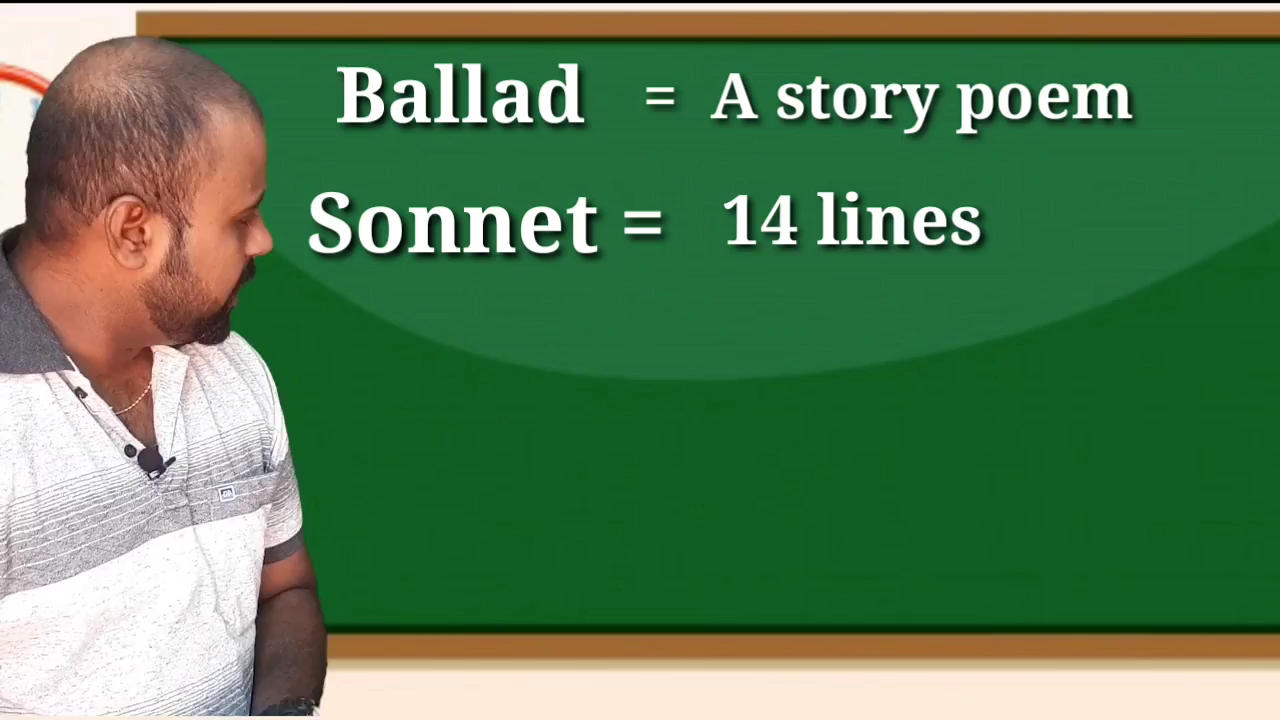 Ballad = A story poem
Sonnet = 14 lines